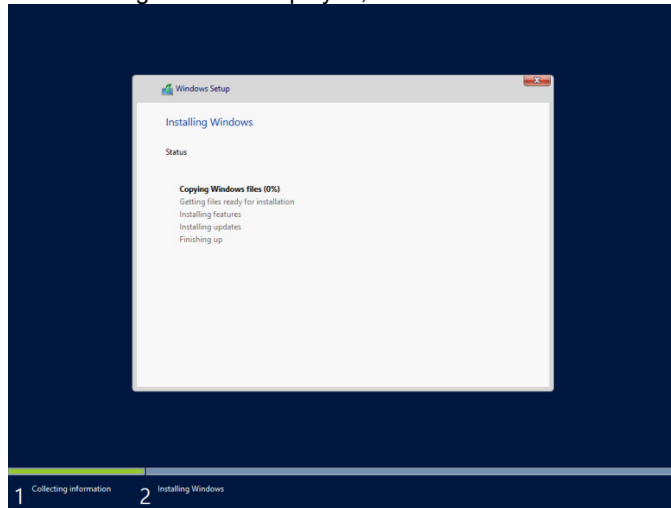 Windows Setup
Installing Windows
Status
Copying Windows files (0%)
Getting files ready for installation
Installing features
Installing updates
Finishing up
1 Collecting information 2 Installing Windows